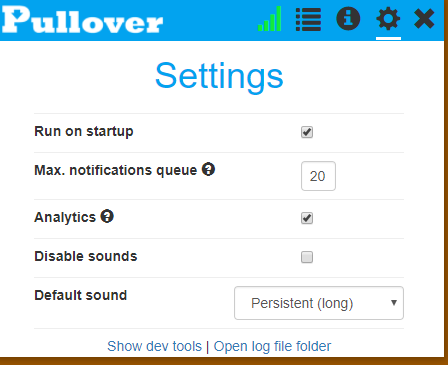 Pullover
Settings
Run on startup
Max. notifications queue
20
Analytics
Disable sounds
Default sound
Persistent (long)
Show dev tools | Open log file folder